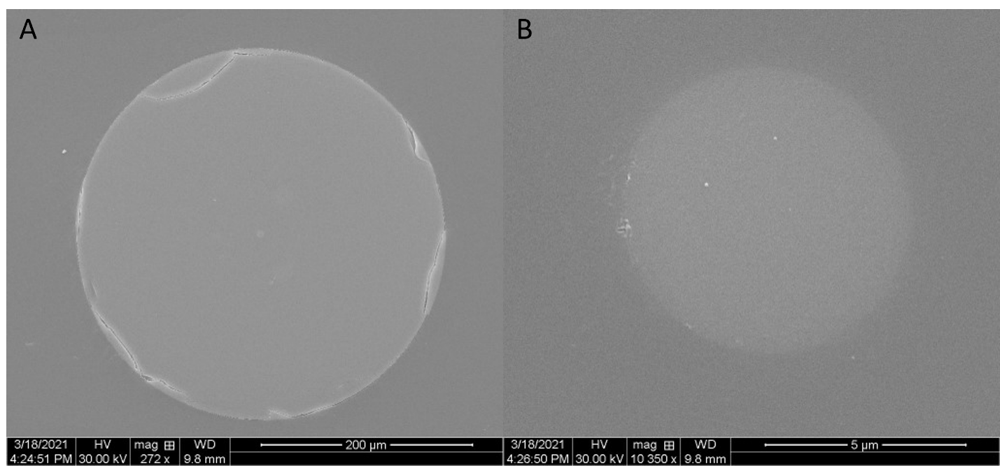 A
B
3/18/2021 HV mag WD 200 µm
4:24:51 PM 30.00 kV 272 x 9.8 mm
3/18/2021 HV mag WD 5 µm
4:26:50 PM 30.00 kV 10 350 x 9.8 mm